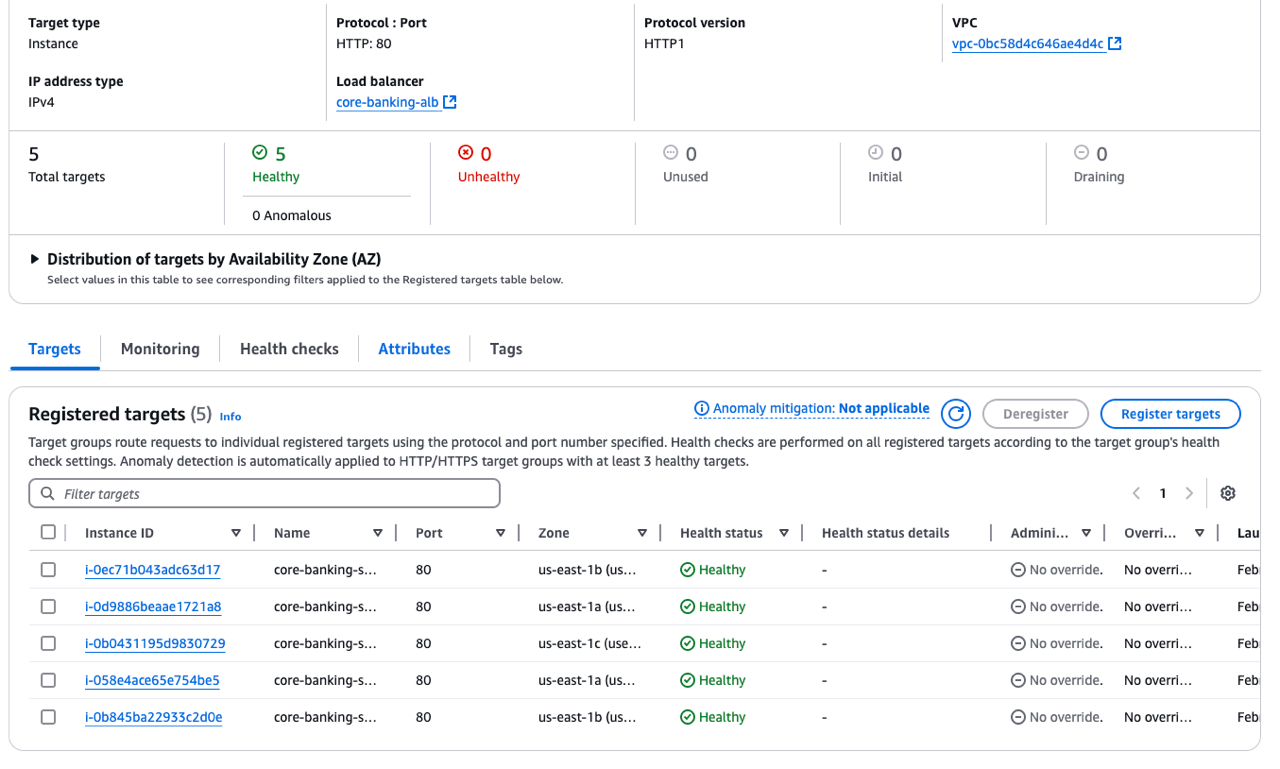 Target type
Instance
Protocol : Port
HTTP: 80
Protocol version
HTTP1
VPC
vpc-0bc58d4c646ae4d4c
IP address type
IPv4
Load balancer
core-banking-alb
5
Total targets
5
Healthy
0 Anomalous
0
Unhealthy
0
Unused
0
Initial
0
Draining
Distribution of targets by Availability Zone (AZ)
Select values in this table to see corresponding filters applied to the Registered targets table below.
Targets Monitoring Health checks Attributes Tags
Registered targets (5) Info
Anomaly mitigation: Not applicable
Deregister
Register targets
Target groups route requests to individual registered targets using the protocol and port number specified. Health checks are performed on all registered targets according to the target group's health
check settings. Anomaly detection is automatically applied to HTTP/HTTPS target groups with at least 3 healthy targets.
Filter targets
1
Instance ID Name Port Zone Health status Health status details Admini... Overri... Lau
i-0ec71b043adc63d17 core-banking-s... 80 us-east-1b (us... Healthy - No override. No overri... Feb
i-0d9886beaae1721a8 core-banking-s... 80 us-east-1a (us... Healthy - No override. No overri... Feb
i-0b0431195d9830729 core-banking-s... 80 us-east-1c (use... Healthy - No override. No overri... Feb
i-058e4ace65e754be5 core-banking-s... 80 us-east-1a (us... Healthy - No override. No overri... Feb
i-0b845ba22933c2d0e core-banking-s... 80 us-east-1b (us... Healthy - No override. No overri... Feb